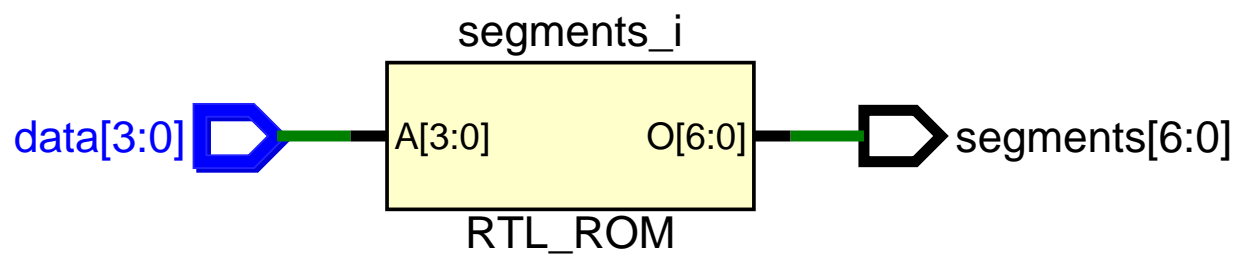 segments_i
data[3:0]
A[3:0]
O[6:0]
segments[6:0]
RTL_ROM